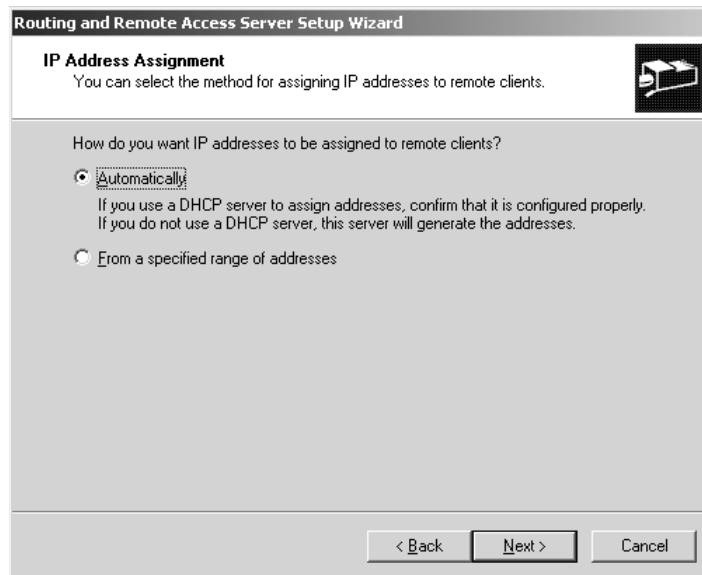 Routing and Remote Access Server Setup Wizard
IP Address Assignment
You can select the method for assigning IP addresses to remote clients.
How do you want IP addresses to be assigned to remote clients?
Automatically
If you use a DHCP server to assign addresses, confirm that it is configured properly.
If you do not use a DHCP server, this server will generate the addresses.
From a specified range of addresses
< Back Next > Cancel